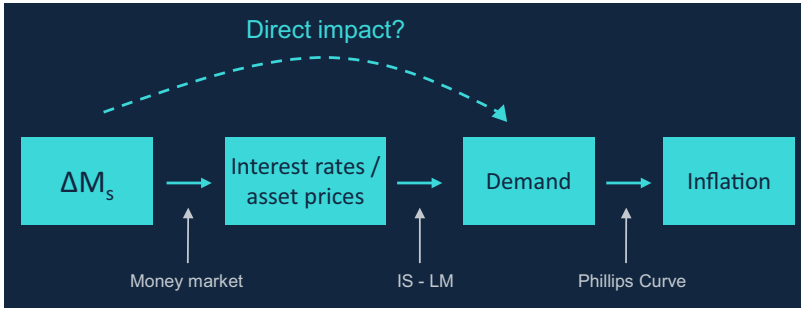 Direct impact?
ΔMs
Interest rates /
asset prices
Demand
Inflation
Money market
IS - LM
Phillips Curve